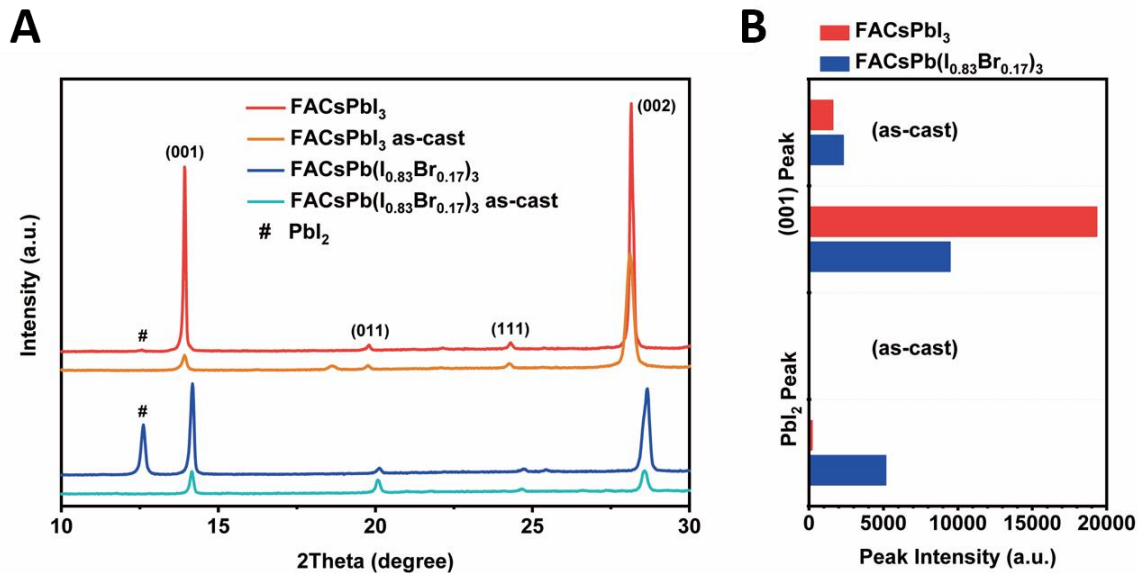 A
FACsPbI3
FACsPbI3 as-cast
FACsPb(I0.83Br0.17)3
FACsPb(I0.83Br0.17)3 as-cast
# PbI2
(001)
(002)
#
(011)
(111)
#
Intensity (a.u.)
10 15 20 25 30
2Theta (degree)
B
FACsPbI3
FACsPb(I0.83Br0.17)3
(as-cast)
(001) Peak
(as-cast)
PbI2 Peak
0 5000 10000 15000 20000
Peak Intensity (a.u.)